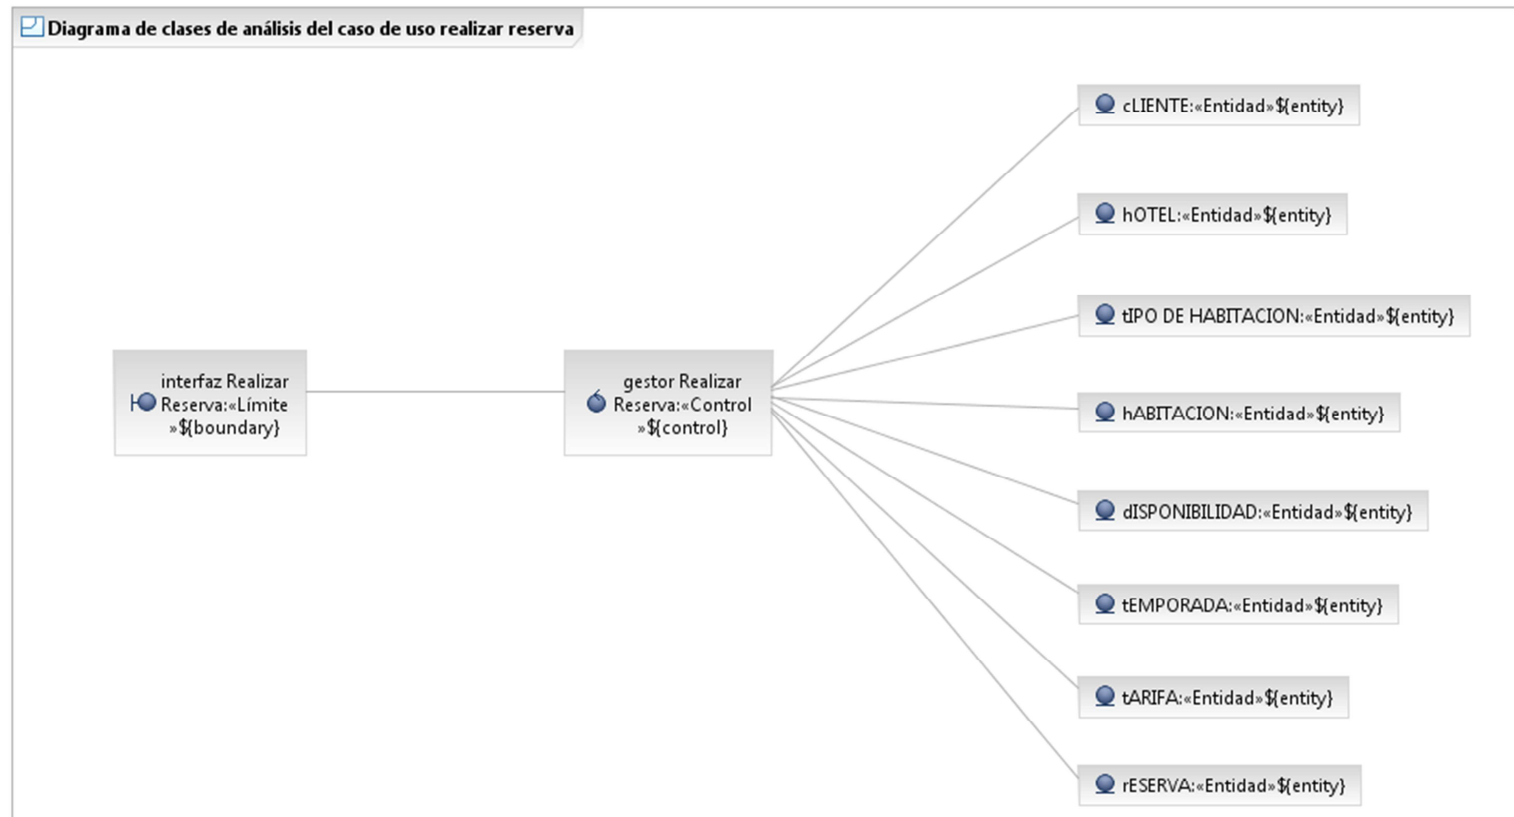 Diagrama de clases de análisis del caso de uso realizar reserva
cLIENTE:«Entidad»${entity}
hOTEL:«Entidad»${entity}
tIPO DE HABITACION:«Entidad»${entity}
interfaz Realizar
Reserva:«Límite
»${boundary}
gestor Realizar
Reserva:«Control
»${control}
hABITACION:«Entidad»${entity}
dISPONIBILIDAD:«Entidad»${entity}
tEMPORADA:«Entidad»${entity}
tARIFA:«Entidad»${entity}
rESERVA:«Entidad»${entity}